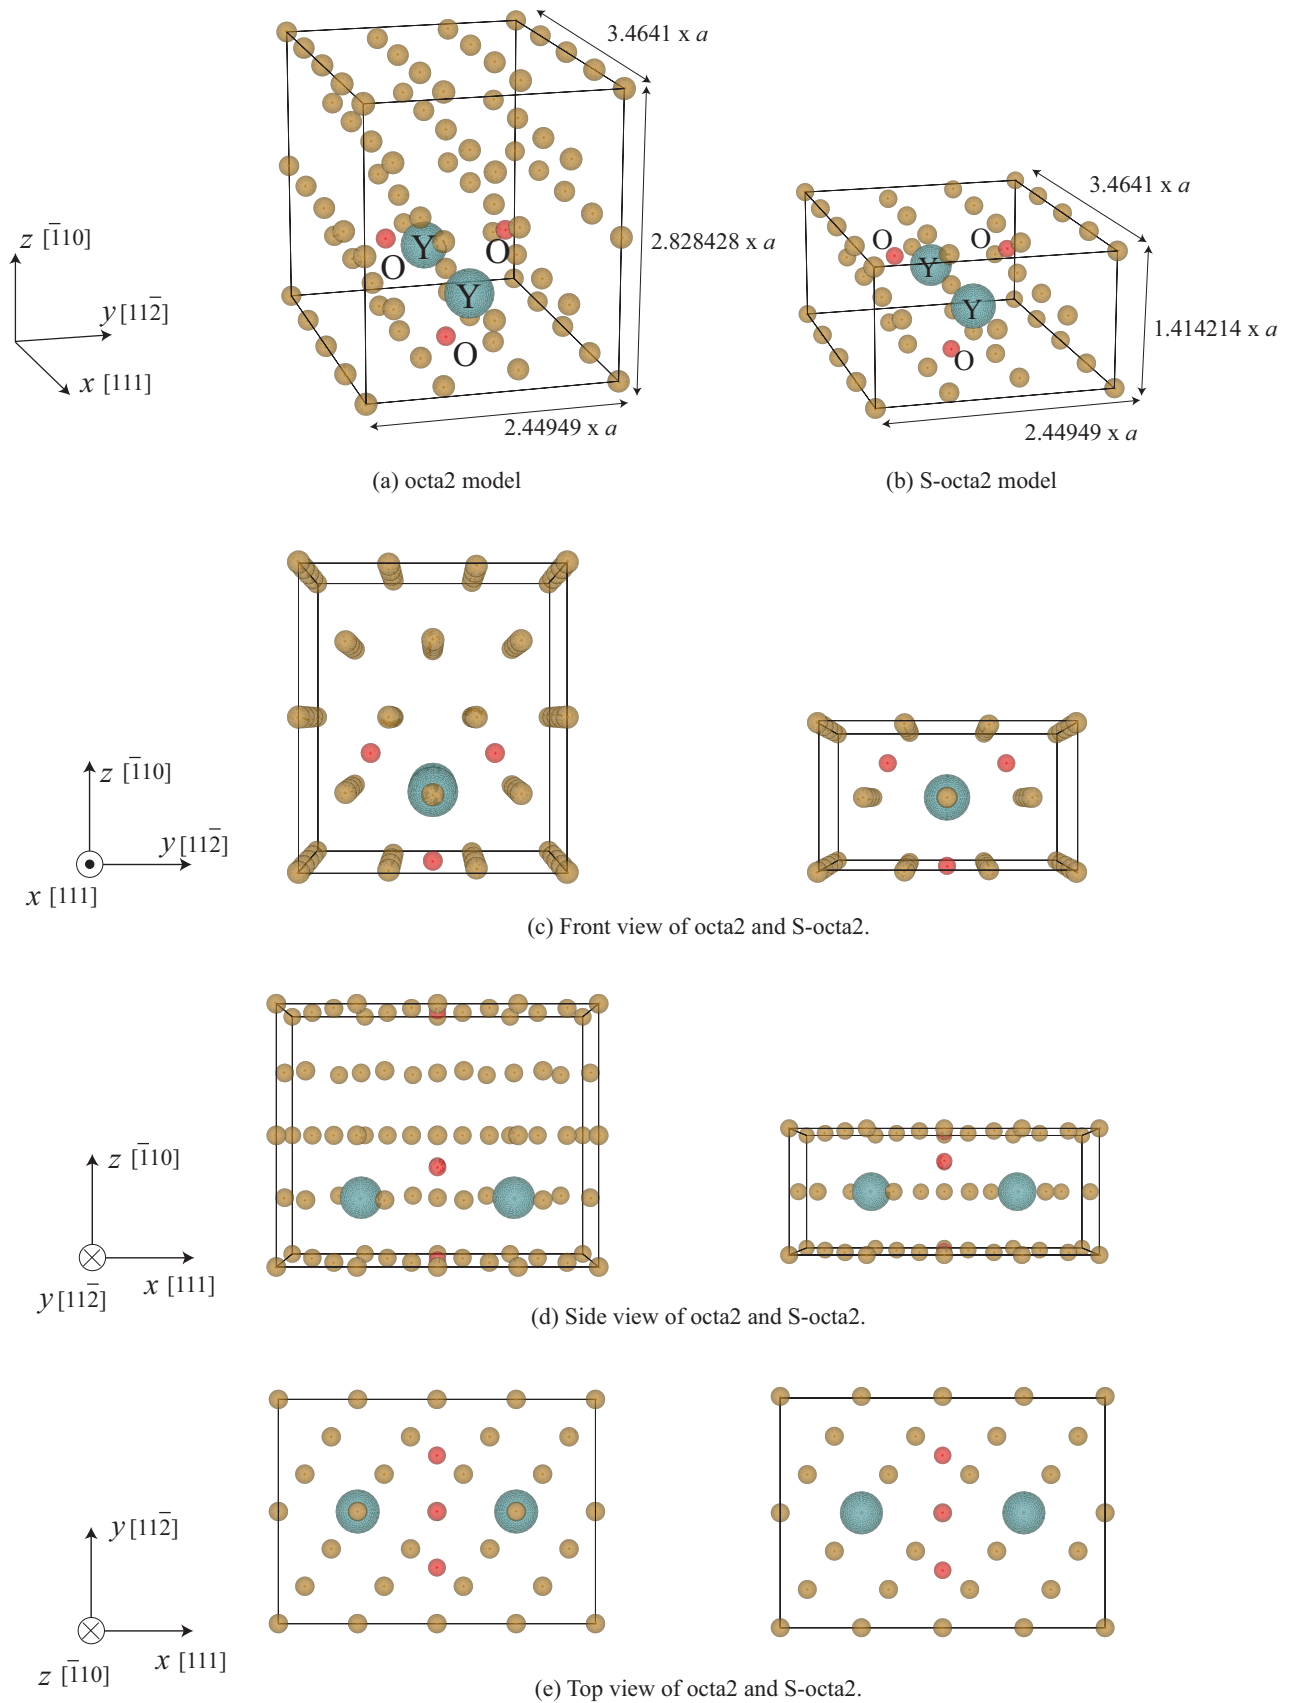 3.4641 x a
z [1̅10]
y [112̅]
x [111]
Y
O
O
Y
O
2.828428 x a
2.44949 x a
3.4641 x a
O
O
Y
Y
O
1.414214 x a
2.44949 x a
(a) octa2 model
(b) S-octa2 model
z [1̅10]
y [112̅]
x [111]
(c) Front view of octa2 and S-octa2.
z [1̅10]
x [111]
y [112̅]
(d) Side view of octa2 and S-octa2.
y [112̅]
x [111]
z [1̅10]
(e) Top view of octa2 and S-octa2.